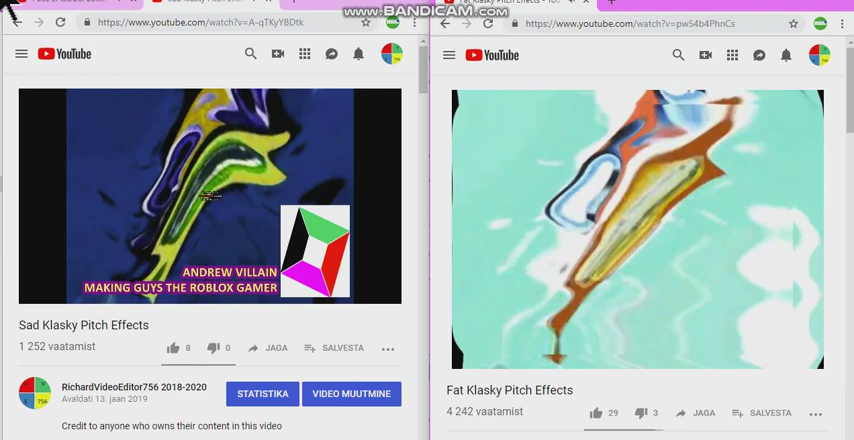 www.BANDICAM.com
https://www.youtube.com/watch?v=A-qTKyYBDtk
YouTube
ANDREW VILLAIN
MAKING GUYS THE ROBLOX GAMER
Sad Klasky Pitch Effects
1 252 vaatamist
8
0
JAGA
SALVESTA
RichardVideoEditor756 2018-2020
Avaldati 13. jaan 2019
STATISTIKA
VIDEO MUUTMINE
Credit to anyone who owns their content in this video
https://www.youtube.com/watch?v=pw54b4PhnCs
YouTube
Fat Klasky Pitch Effects
4 242 vaatamist
29
3
JAGA
SALVESTA